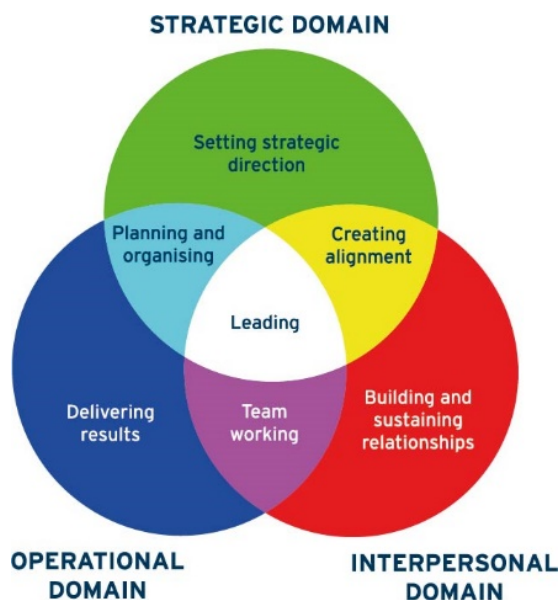 STRATEGIC DOMAIN
Setting strategic
direction
Planning and
organising
Creating
alignment
Leading
Delivering
results
Team
working
Building and
sustaining
relationships
OPERATIONAL
DOMAIN
INTERPERSONAL
DOMAIN